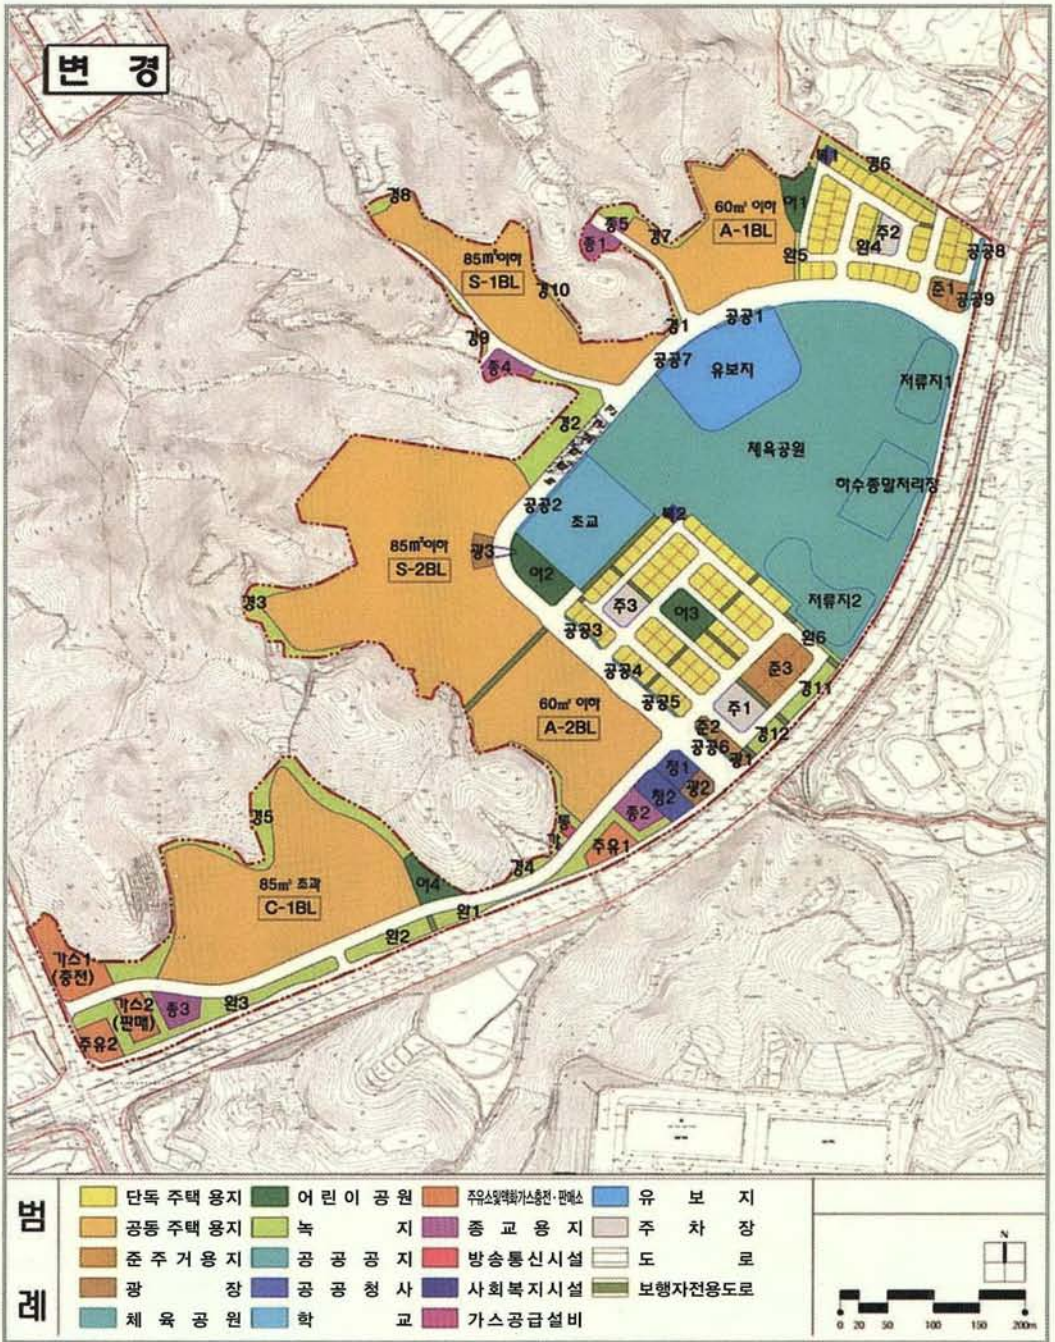 변 경
복1
경6
경8
60㎡ 이하
어1
종5
A-1BL
주2
경7
종1
완4
85㎡이하
완5
공공8
S-1BL
경10
준1
공공9
공공1
경1
경9
공공7
종4
유보지
저류지1
경2
체육공원
하수종말처리장
공공2
초교
복2
85㎡이하
광3
S-2BL
어2
경3
주3
어3
저류지2
공공3
완6
공공4
준3
경11
공공5
60㎡ 이하
주1
A-2BL
준2
경12
공공6
광1
청1
청2
광2
종2
주유1
경5
경4
85㎡ 초과
어4
C-1BL
완1
완2
가스1
(충전)
가스2
(판매)
종3
완3
주유2
범 례
단독 주택 용지
어린이 공원
주유소및액화가스충전·판매소
유 보 지
공동 주택 용지
녹 지
종 교 용 지
주 차 장
준 주 거 용 지
공 공 공 지
방송통신시설
도 로
광 장
공 공 청 사
사회복지시설
보행자전용도로
체 육 공 원
학 교
가스공급설비
N
0 20 50 100 150 200m